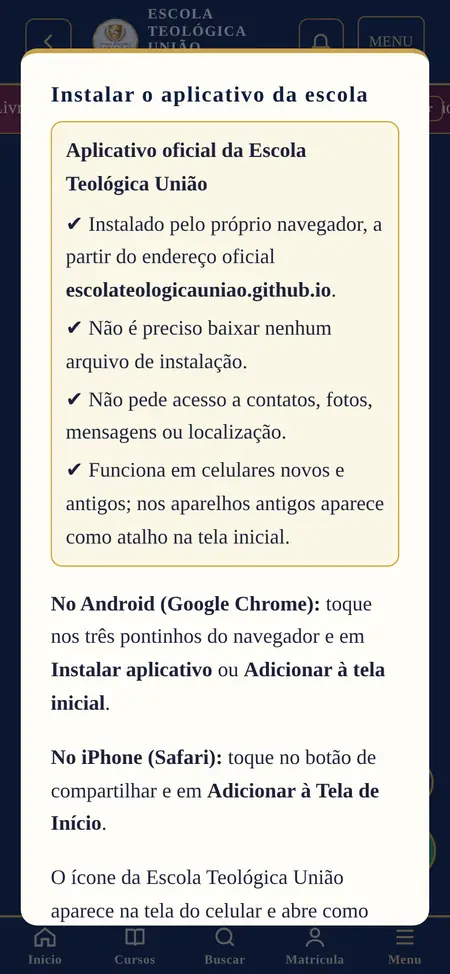 ESCOLA
TEOLÓGICA
UNIÃO
MENU
Instalar o aplicativo da escola
Aplicativo oficial da Escola
Teológica União
✔ Instalado pelo próprio navegador, a
partir do endereço oficial
escolateologicauniao.github.io.
✔ Não é preciso baixar nenhum
arquivo de instalação.
✔ Não pede acesso a contatos, fotos,
mensagens ou localização.
✔ Funciona em celulares novos e
antigos; nos aparelhos antigos aparece
como atalho na tela inicial.
No Android (Google Chrome): toque
nos três pontinhos do navegador e em
Instalar aplicativo ou Adicionar à tela
inicial.
No iPhone (Safari): toque no botão de
compartilhar e em Adicionar à Tela de
Início.
O ícone da Escola Teológica União
aparece na tela do celular e abre como
Início Cursos Buscar Matrícula Menu